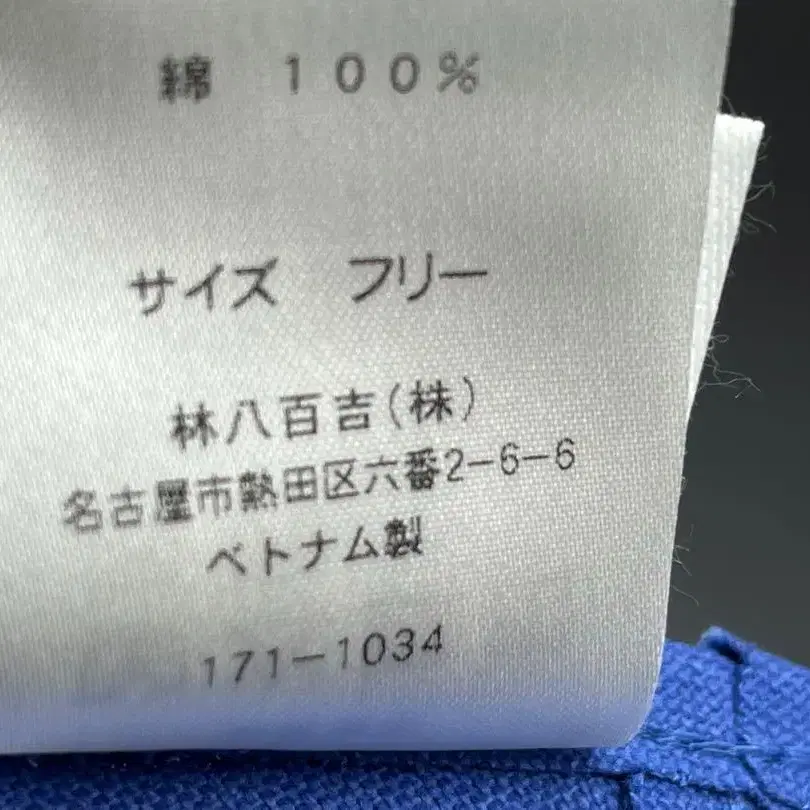 綿 100%
サイズ フリー
林八百吉(株)
名古屋市熱田区六番2-6-6
ベトナム製
171-1034